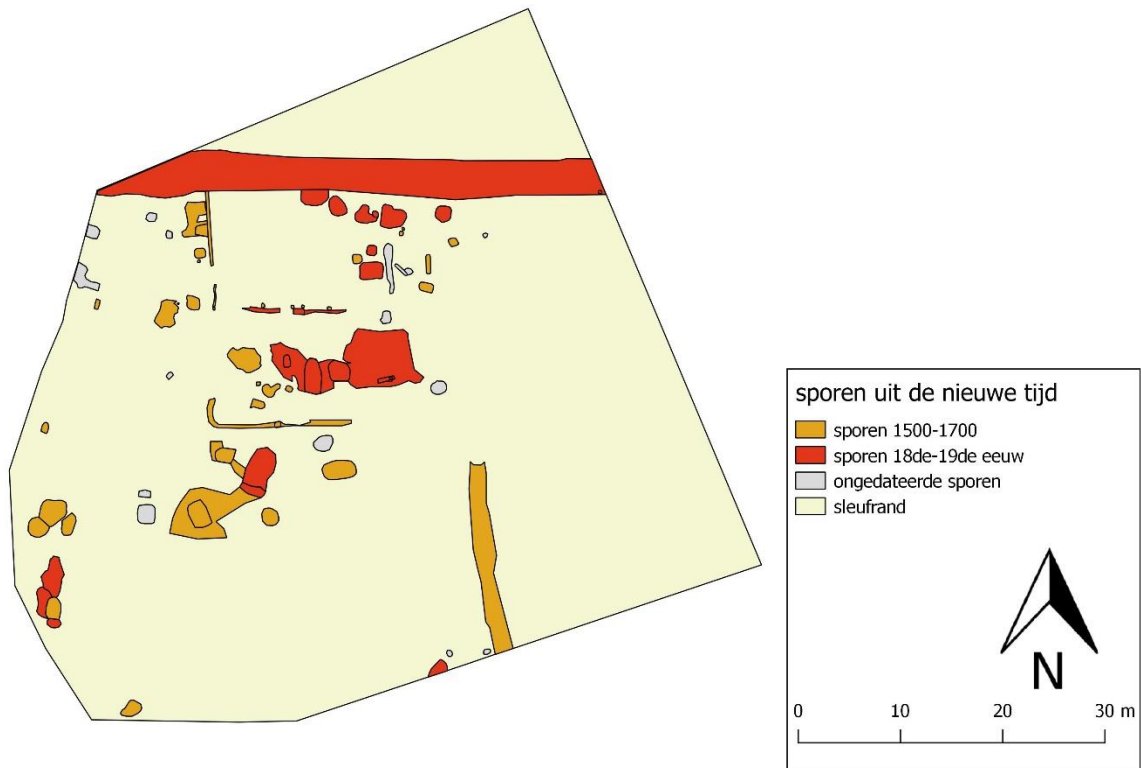 sporen uit de nieuwe tijd
sporen 1500-1700
sporen 18de-19de eeuw
ongedateerde sporen
sleufrand
N
0 10 20 30 m